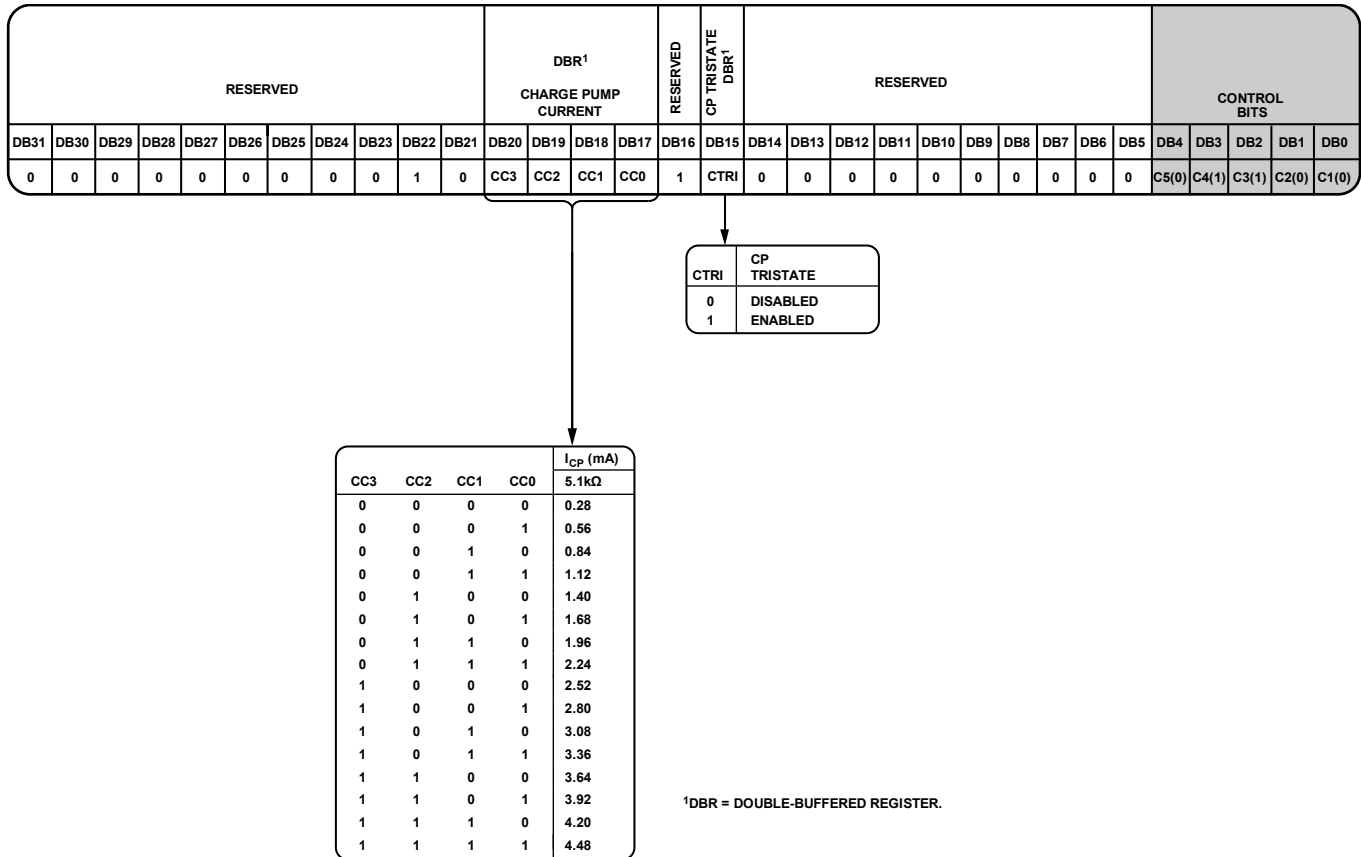 RESERVED
DBR1
CHARGE PUMP
CURRENT
RESERVED
CP TRISTATE
DBR1
RESERVED
CONTROL
BITS
DB31 DB30 DB29 DB28 DB27 DB26 DB25 DB24 DB23 DB22 DB21 DB20 DB19 DB18 DB17 DB16 DB15 DB14 DB13 DB12 DB11 DB10 DB9 DB8 DB7 DB6 DB5 DB4 DB3 DB2 DB1 DB0
0 0 0 0 0 0 0 0 0 1 0 CC3 CC2 CC1 CC0 1 CTRI 0 0 0 0 0 0 0 0 0 0 C5(0) C4(1) C3(1) C2(0) C1(0)
CTRI CP TRISTATE
0 DISABLED
1 ENABLED
ICP (mA)
CC3 CC2 CC1 CC0 5.1kΩ
0 0 0 0 0.28
0 0 0 1 0.56
0 0 1 0 0.84
0 0 1 1 1.12
0 1 0 0 1.40
0 1 0 1 1.68
0 1 1 0 1.96
0 1 1 1 2.24
1 0 0 0 2.52
1 0 0 1 2.80
1 0 1 0 3.08
1 0 1 1 3.36
1 1 0 0 3.64
1 1 0 1 3.92
1 1 1 0 4.20
1 1 1 1 4.48
1DBR = DOUBLE-BUFFERED REGISTER.